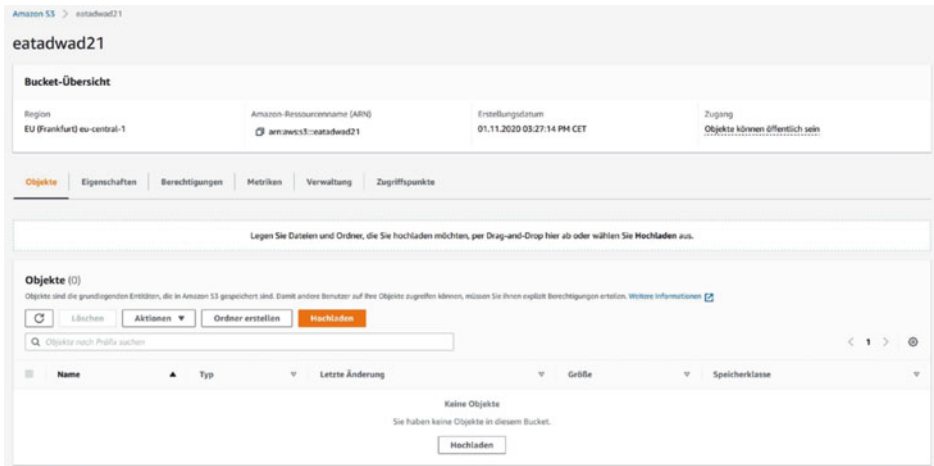 Amazon S3 > eatadwad21
eatadwad21
Bucket-Übersicht
Region
EU (Frankfurt) eu-central-1
Amazon-Ressourcenname (ARN)
arn:aws:s3:::eatadwad21
Erstellungsdatum
01.11.2020 03:27:14 PM CET
Zugang
Objekte können öffentlich sein
Objekte Eigenschaften Berechtigungen Metriken Verwaltung Zugriffspunkte
Legen Sie Dateien und Ordner, die Sie hochladen möchten, per Drag-and-Drop hier ab oder wählen Sie Hochladen aus.
Objekte (0)
Objekte sind die grundlegenden Entitäten, die in Amazon S3 gespeichert sind. Damit andere Benutzer auf Ihre Objekte zugreifen können, müssen Sie ihnen explizit Berechtigungen erteilen. Weitere Informationen
Löschen Aktionen Ordner erstellen Hochladen
Objekte nach Präfix suchen
< 1 >
Name Typ Letzte Änderung Größe Speicherklasse
Keine Objekte
Sie haben keine Objekte in diesem Bucket.
Hochladen